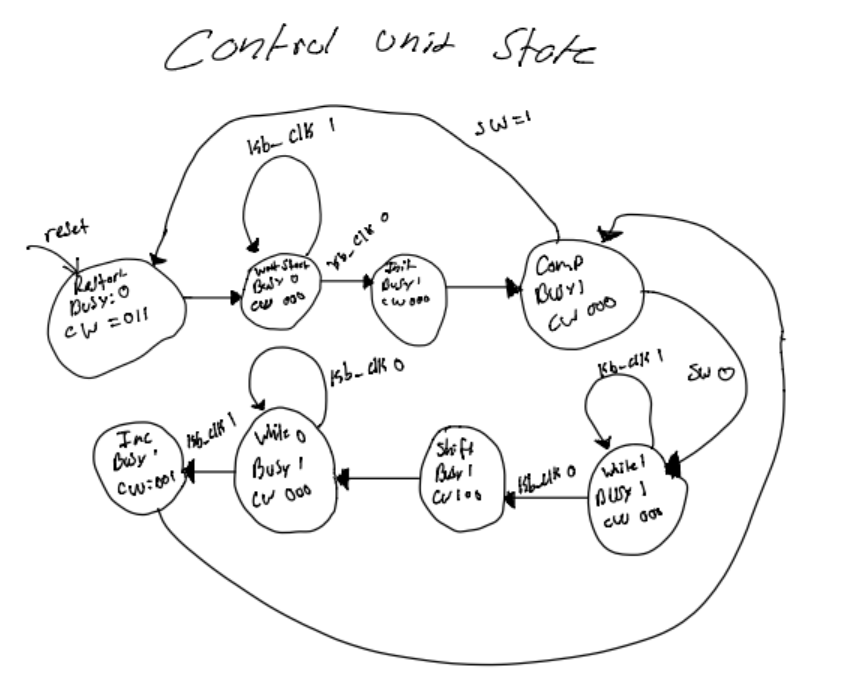 Control Unit State
SW=1
kb_clk 1
reset
kb_clk 0
Busy: 0
CW = 011
Wait Start
Busy 0
CW 000
Init
Busy 1
CW 000
Comp
Busy 1
CW 000
SW 0
kb_clk 0
kb_clk 1
Inc
Busy 1
CW=001
kb_clk 1
While 0
Busy 1
CW 000
Shift
Busy 1
CW 100
kb_clk 0
While 1
Busy 1
CW 000